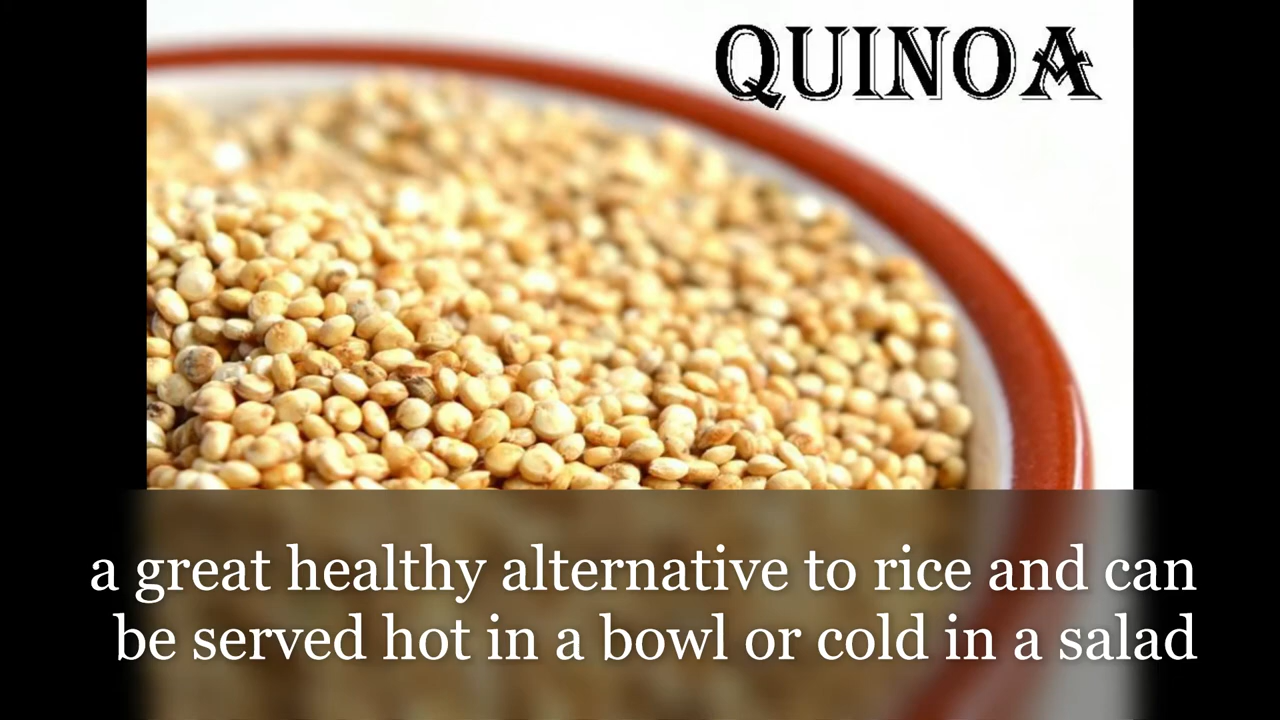 QUINOA
a great healthy alternative to rice and can
be served hot in a bowl or cold in a salad